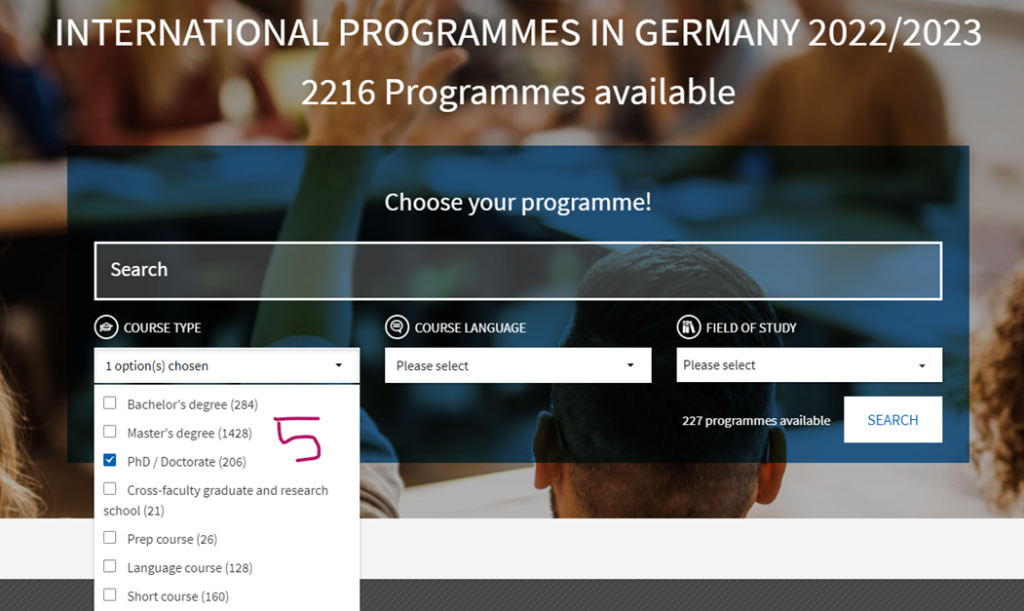 INTERNATIONAL PROGRAMMES IN GERMANY 2022/2023
2216 Programmes available
Choose your programme!
Search
COURSE TYPE
COURSE LANGUAGE
FIELD OF STUDY
1 option(s) chosen
Please select
Please select
Bachelor's degree (284)
Master's degree (1428)
PhD / Doctorate (206)
Cross-faculty graduate and research
school (21)
Prep course (26)
Language course (128)
Short course (160)
5
227 programmes available
SEARCH